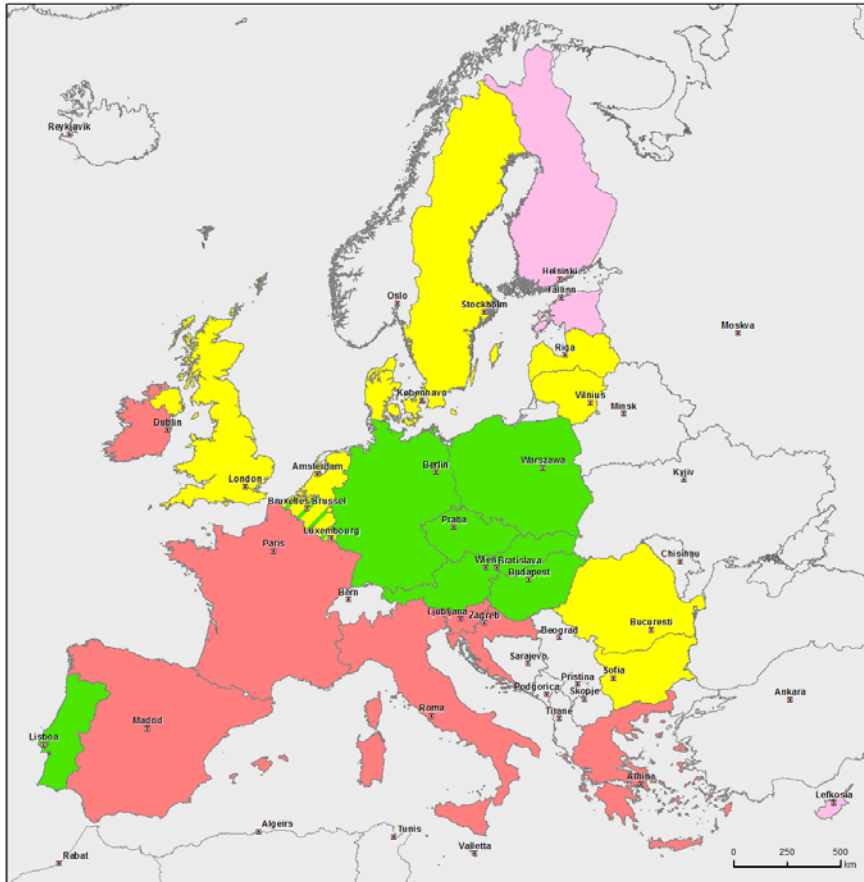 Reykjavik
Helsinki
Tallinn
Oslo
Stockholm
Moskva
Riga
København
Vilnius
Minsk
Dublin
Amsterdam
Berlin
Warszawa
London
Kyjiv
Bruxelles Brussel
Praha
Luxembourg
Paris
Chisinau
Wien
Bratislava
Budapest
Bern
Ljubljana
Zagreb
Bucuresti
Beograd
Sarajevo
Sofia
Pristina
Podgorica
Skopje
Ankara
Roma
Tirane
Madrid
Lisboa
Athina
Lefkosia
Algeirs
Tunis
Valletta
Rabat
0 250 500
km